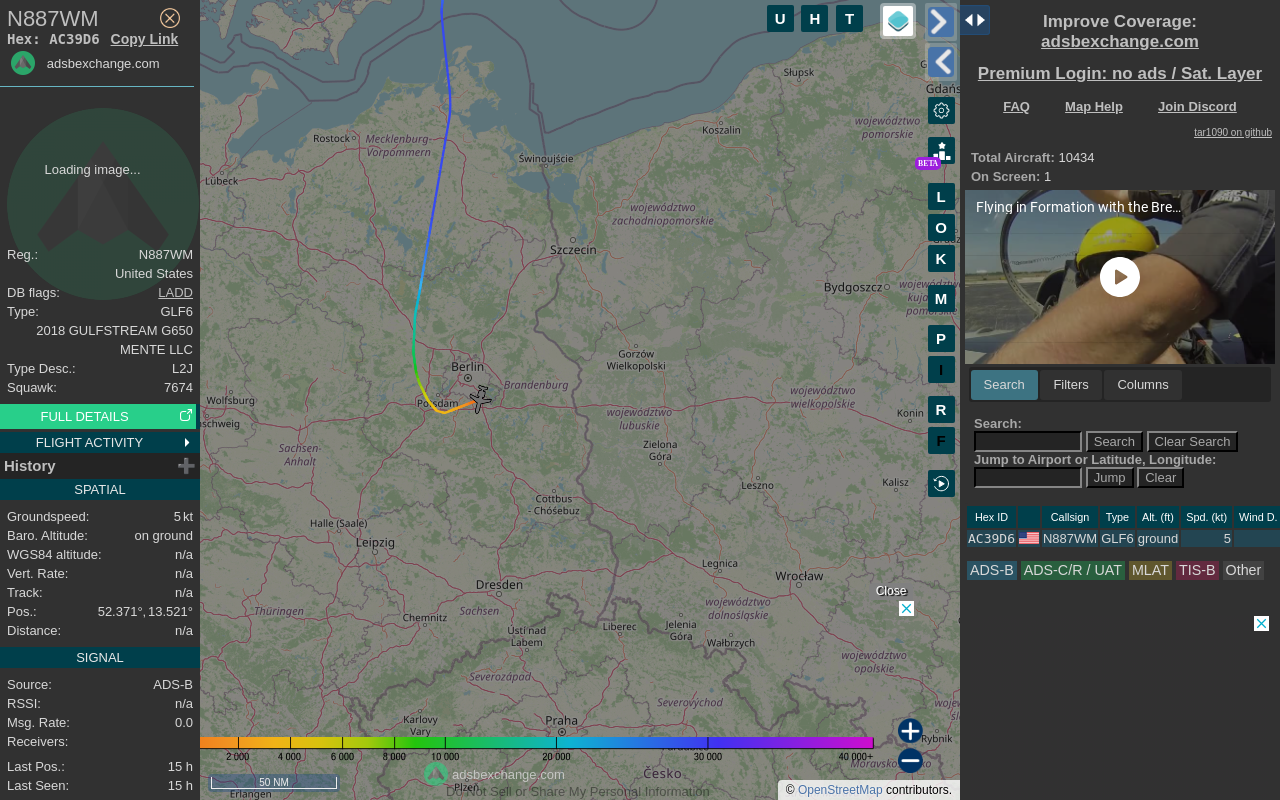 N887WM
Hex: AC39D6 Copy Link
adsbexchange.com
Loading image...
Reg.: N887WM
United States
DB flags: LADD
Type: GLF6
2018 GULFSTREAM G650
MENTE LLC
Type Desc.: L2J
Squawk: 7674
FULL DETAILS
FLIGHT ACTIVITY
History
SPATIAL
Groundspeed: 5 kt
Baro. Altitude: on ground
WGS84 altitude: n/a
Vert. Rate: n/a
Track: n/a
Pos.: 52.371°, 13.521°
Distance: n/a
SIGNAL
Source: ADS-B
RSSI: n/a
Msg. Rate: 0.0
Receivers:
Last Pos.: 15 h
Last Seen: 15 h
U H T
Słupsk
Gdańs
Koszalin
województwo
pomorskie
Rostock
Mecklenburg-
Vorpommern
Świnoujście
BETA
Lübeck
L
województwo
zachodniopomorskie
O
Szczecin
K
Bydgoszcz
województwo
M
P
Gorzów
Wielkopolski
Berlin
I
Brandenburg
Potsdam
Wolfsburg
województwo
wielkopolskie
województwo
lubuskie
R
Konin
schweig
F
Sachsen-
Anhalt
Zielona
Góra
Leszno
Kalisz
Cottbus
- Chóśebuz
Halle (Saale)
Leipzig
Legnica
Wrocław
Dresden
Close
Thüringen
Sachsen
Chemnitz
województwo
dolnośląskie
Ústí nad
Labem
Liberec
Jelenia
Góra
Wałbrzych
województwo
opolskie
Severozápad
Severovýchod
Karlovy
Vary
Praha
Rybnik
2 000 4 000 6 000 8 000 10 000 20 000 30 000 40 000+
Moravskoslezsko
adsbexchange.com
Česko
50 NM
Plzeň
Do Not Sell or Share My Personal Information
Erlangen
© OpenStreetMap contributors.
Improve Coverage:
adsbexchange.com
Premium Login: no ads / Sat. Layer
FAQ Map Help Join Discord
tar1090 on github
Total Aircraft: 10434
On Screen: 1
Flying in Formation with the Bre...
Search Filters Columns
Search:
Search Clear Search
Jump to Airport or Latitude, Longitude:
Jump Clear
Hex ID Callsign Type Alt. (ft) Spd. (kt) Wind D.
AC39D6 N887WM GLF6 ground 5
ADS-B ADS-C/R / UAT MLAT TIS-B Other